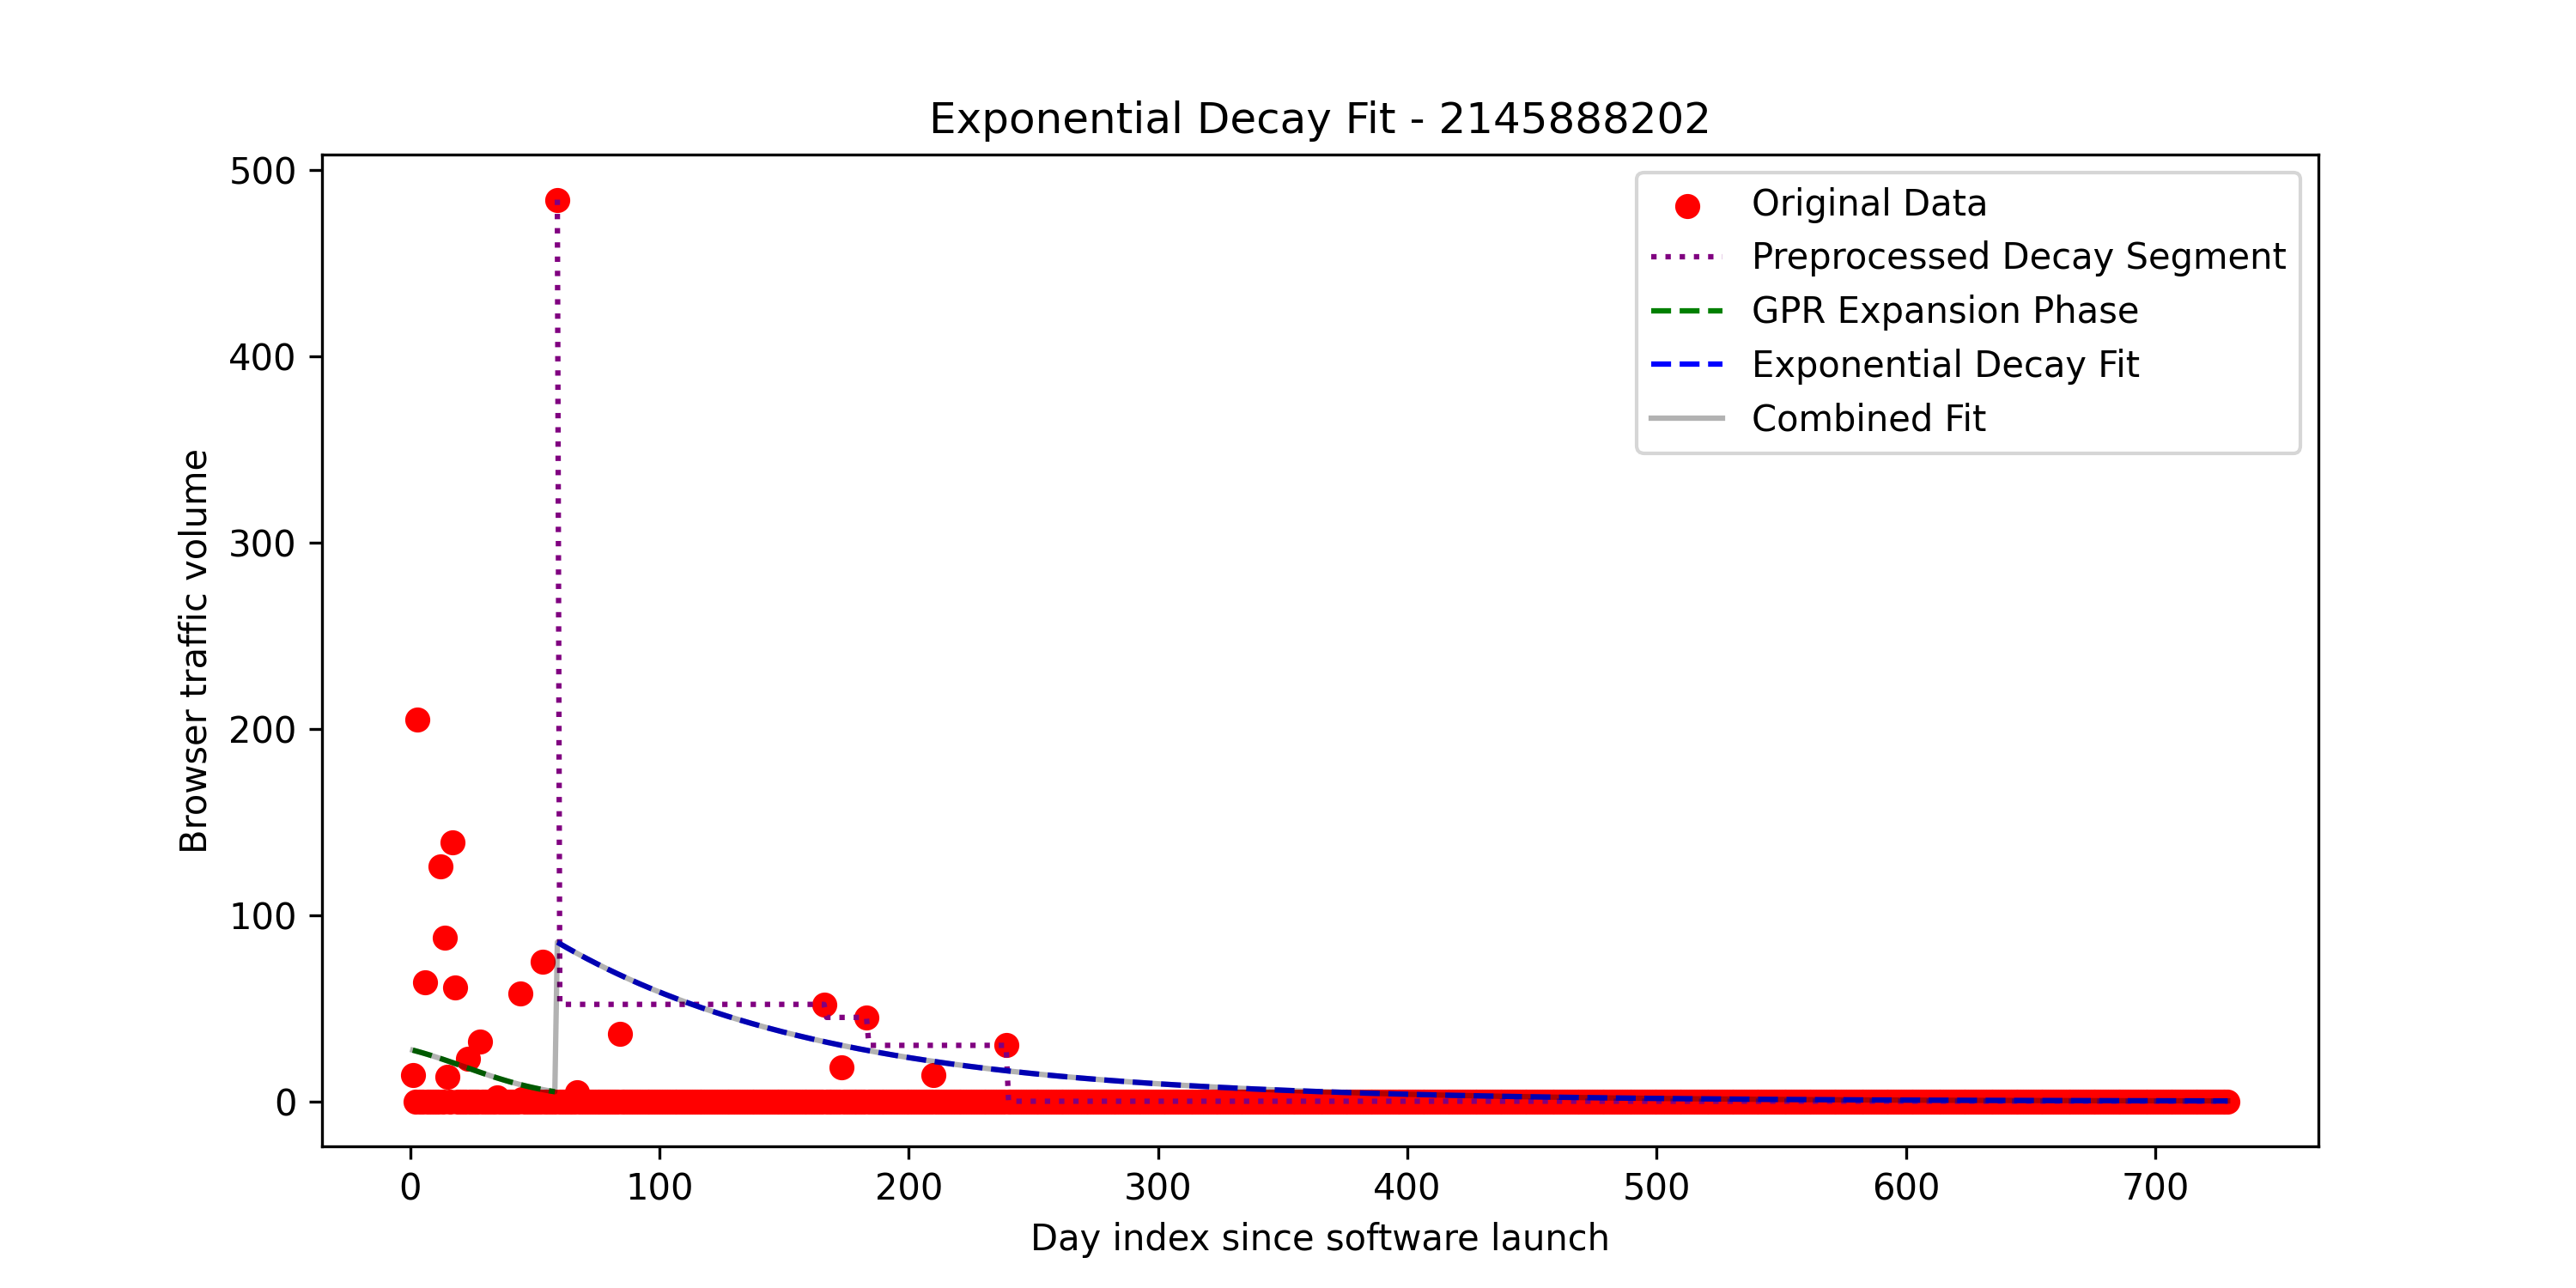 Exponential Decay Fit - 2145888202
500
400
300
200
100
0
Browser traffic volume
Original Data
Preprocessed Decay Segment
GPR Expansion Phase
Exponential Decay Fit
Combined Fit
0 100 200 300 400 500 600 700
Day index since software launch